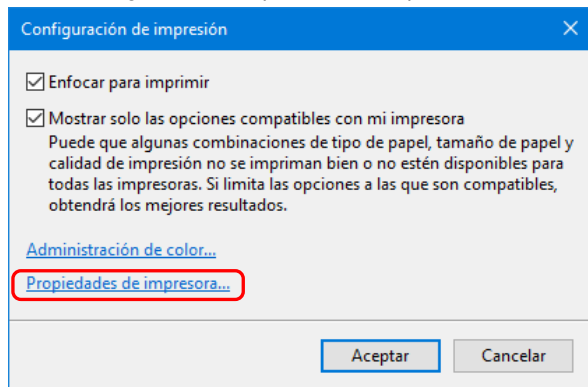 Configuración de impresión
Enfocar para imprimir
Mostrar solo las opciones compatibles con mi impresora
Puede que algunas combinaciones de tipo de papel, tamaño de papel y
calidad de impresión no se impriman bien o no estén disponibles para
todas las impresoras. Si limita las opciones a las que son compatibles,
obtendrá los mejores resultados.
Administración de color...
Propiedades de impresora...
Aceptar Cancelar